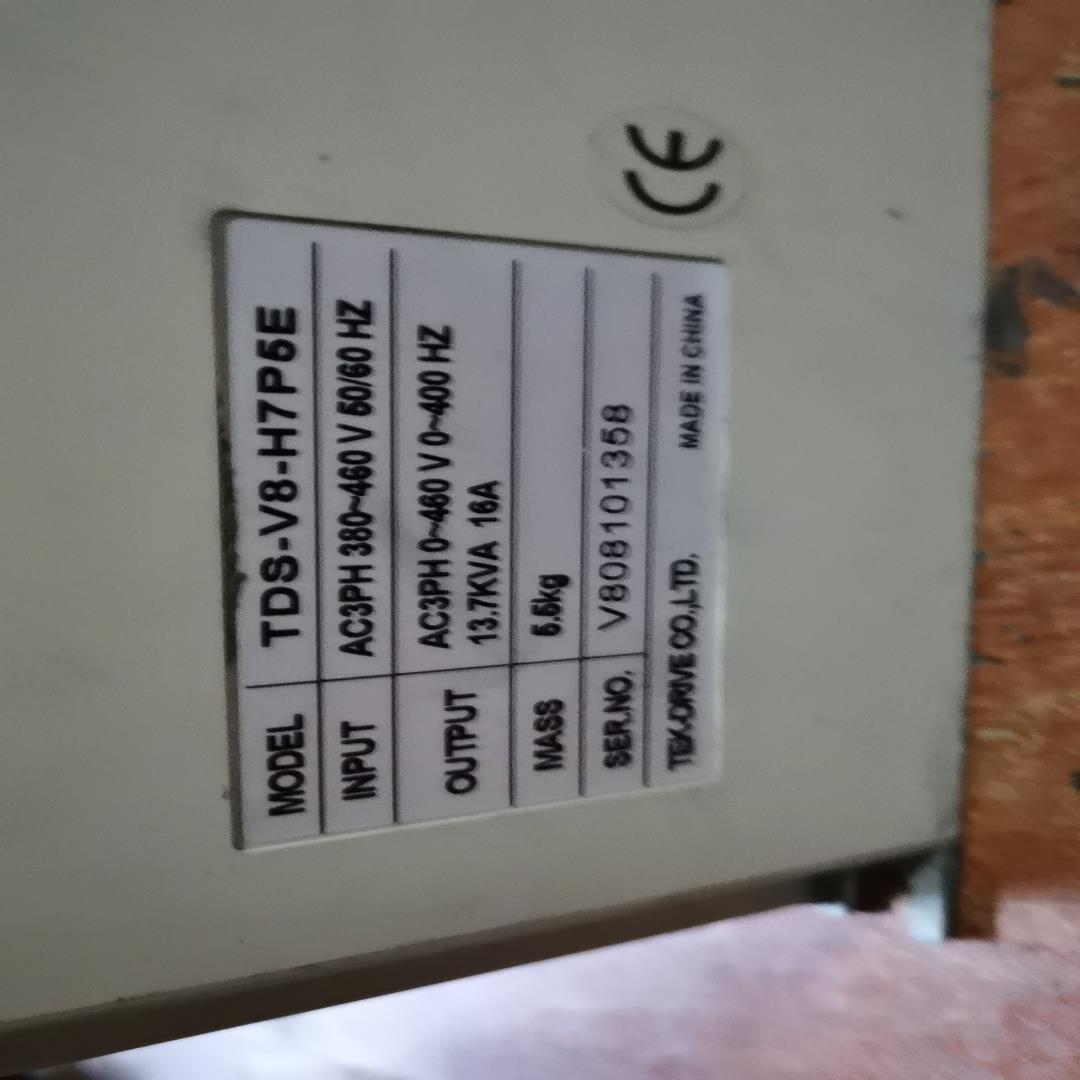 CE
MODEL TDS-V8-H7P5E
INPUT AC3PH 380~460 V 50/60 HZ
OUTPUT AC3PH 0~460 V 0~400 HZ
13.7KVA 16A
MASS 5.5kg
SER.NO. V808101358
TEK-DRIVE CO.,LTD. MADE IN CHINA